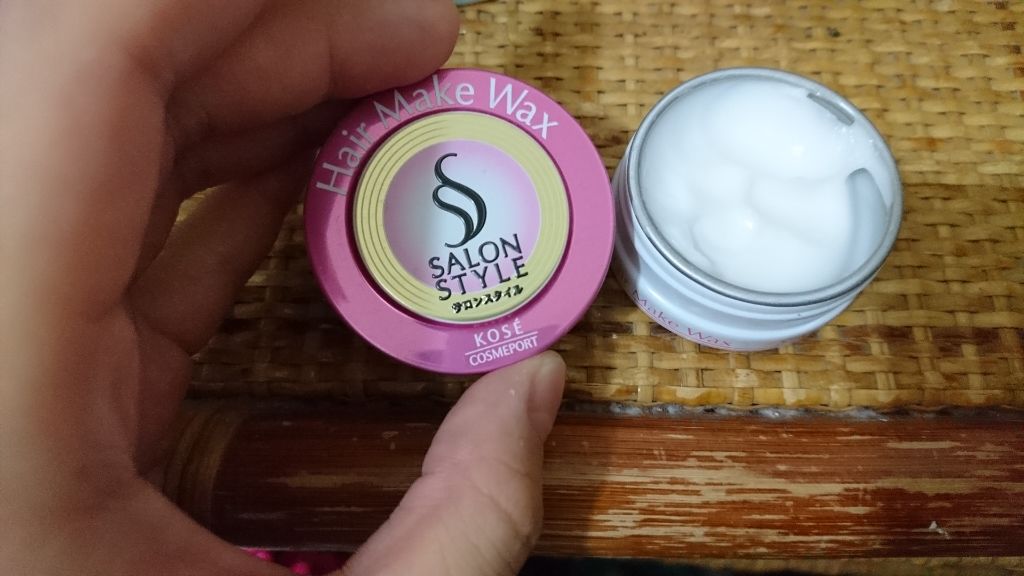 Hair Make Wax
SALON
STYLE
サロンスタイル
KOSÉ
COSMEPORT
Make Wax